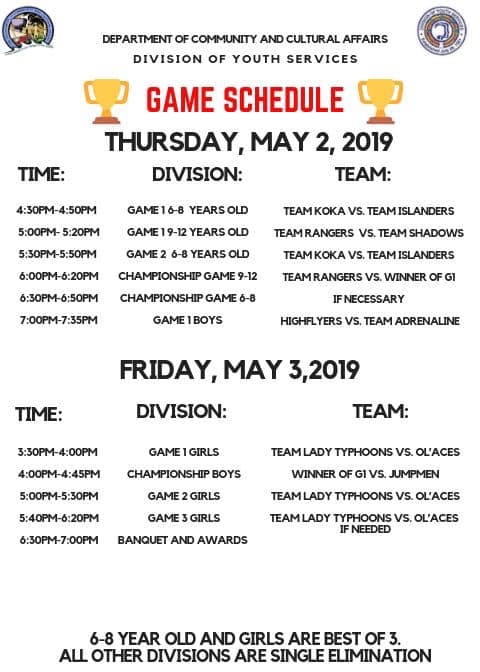 DEPARTMENT OF COMMUNITY AND CULTURAL AFFAIRS
DIVISION OF YOUTH SERVICES
GAME SCHEDULE
THURSDAY, MAY 2, 2019
TIME: DIVISION: TEAM:
4:30PM-4:50PM GAME 1 6-8 YEARS OLD TEAM KOKA VS. TEAM ISLANDERS
5:00PM- 5:20PM GAME 1 9-12 YEARS OLD TEAM RANGERS VS. TEAM SHADOWS
5:30PM-5:50PM GAME 2 6-8 YEARS OLD TEAM KOKA VS. TEAM ISLANDERS
6:00PM-6:20PM CHAMPIONSHIP GAME 9-12 TEAM RANGERS VS. WINNER OF G1
6:30PM-6:50PM CHAMPIONSHIP GAME 6-8 IF NECESSARY
7:00PM-7:35PM GAME 1 BOYS HIGHFLYERS VS. TEAM ADRENALINE
FRIDAY, MAY 3,2019
TIME: DIVISION: TEAM:
3:30PM-4:00PM GAME 1 GIRLS TEAM LADY TYPHOONS VS. OL'ACES
4:00PM-4:45PM CHAMPIONSHIP BOYS WINNER OF G1 VS. JUMPMEN
5:00PM-5:30PM GAME 2 GIRLS TEAM LADY TYPHOONS VS. OL'ACES
5:40PM-6:20PM GAME 3 GIRLS TEAM LADY TYPHOONS VS. OL'ACES
IF NEEDED
6:30PM-7:00PM BANQUET AND AWARDS
6-8 YEAR OLD AND GIRLS ARE BEST OF 3.
ALL OTHER DIVISIONS ARE SINGLE ELIMINATION